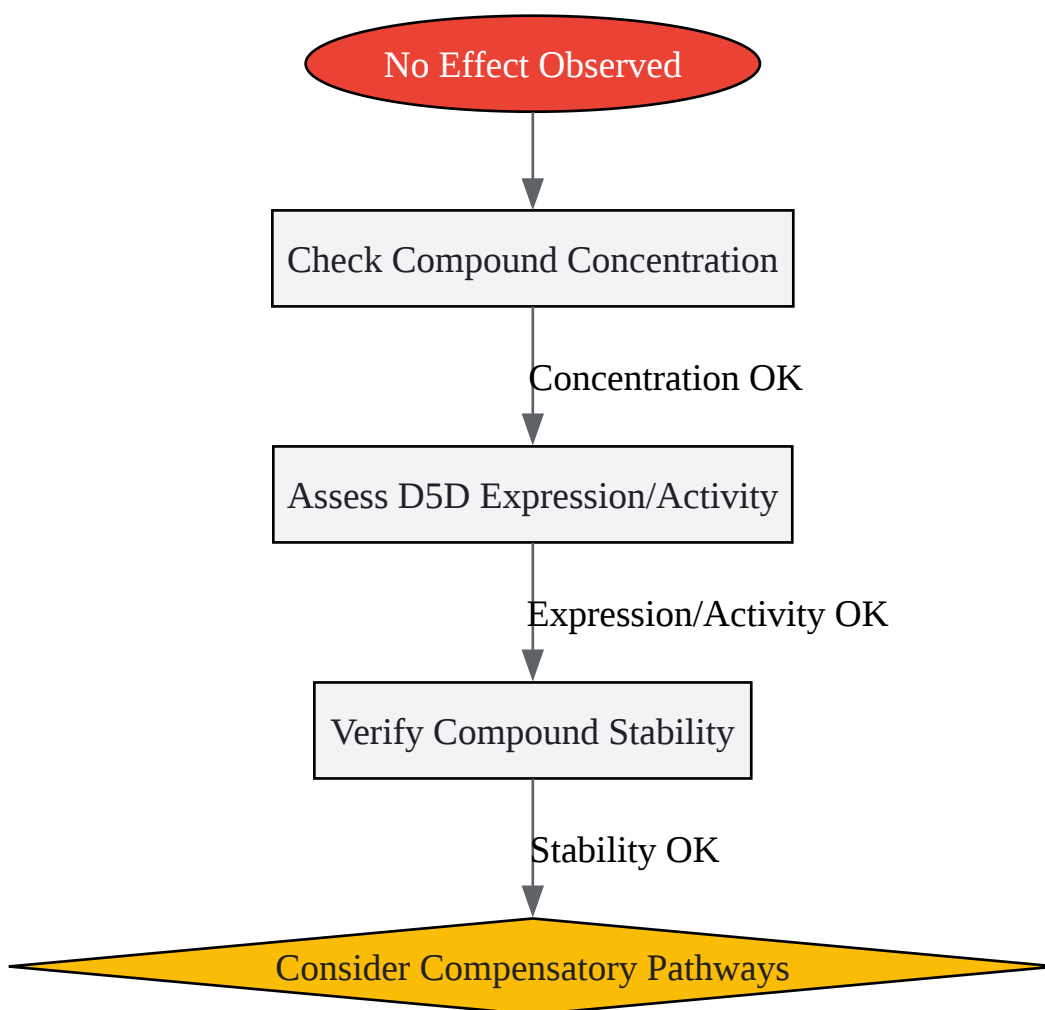 No Effect Observed
Check Compound Concentration
Concentration OK
Assess D5D Expression/Activity
Expression/Activity OK
Verify Compound Stability
Stability OK
Consider Compensatory Pathways